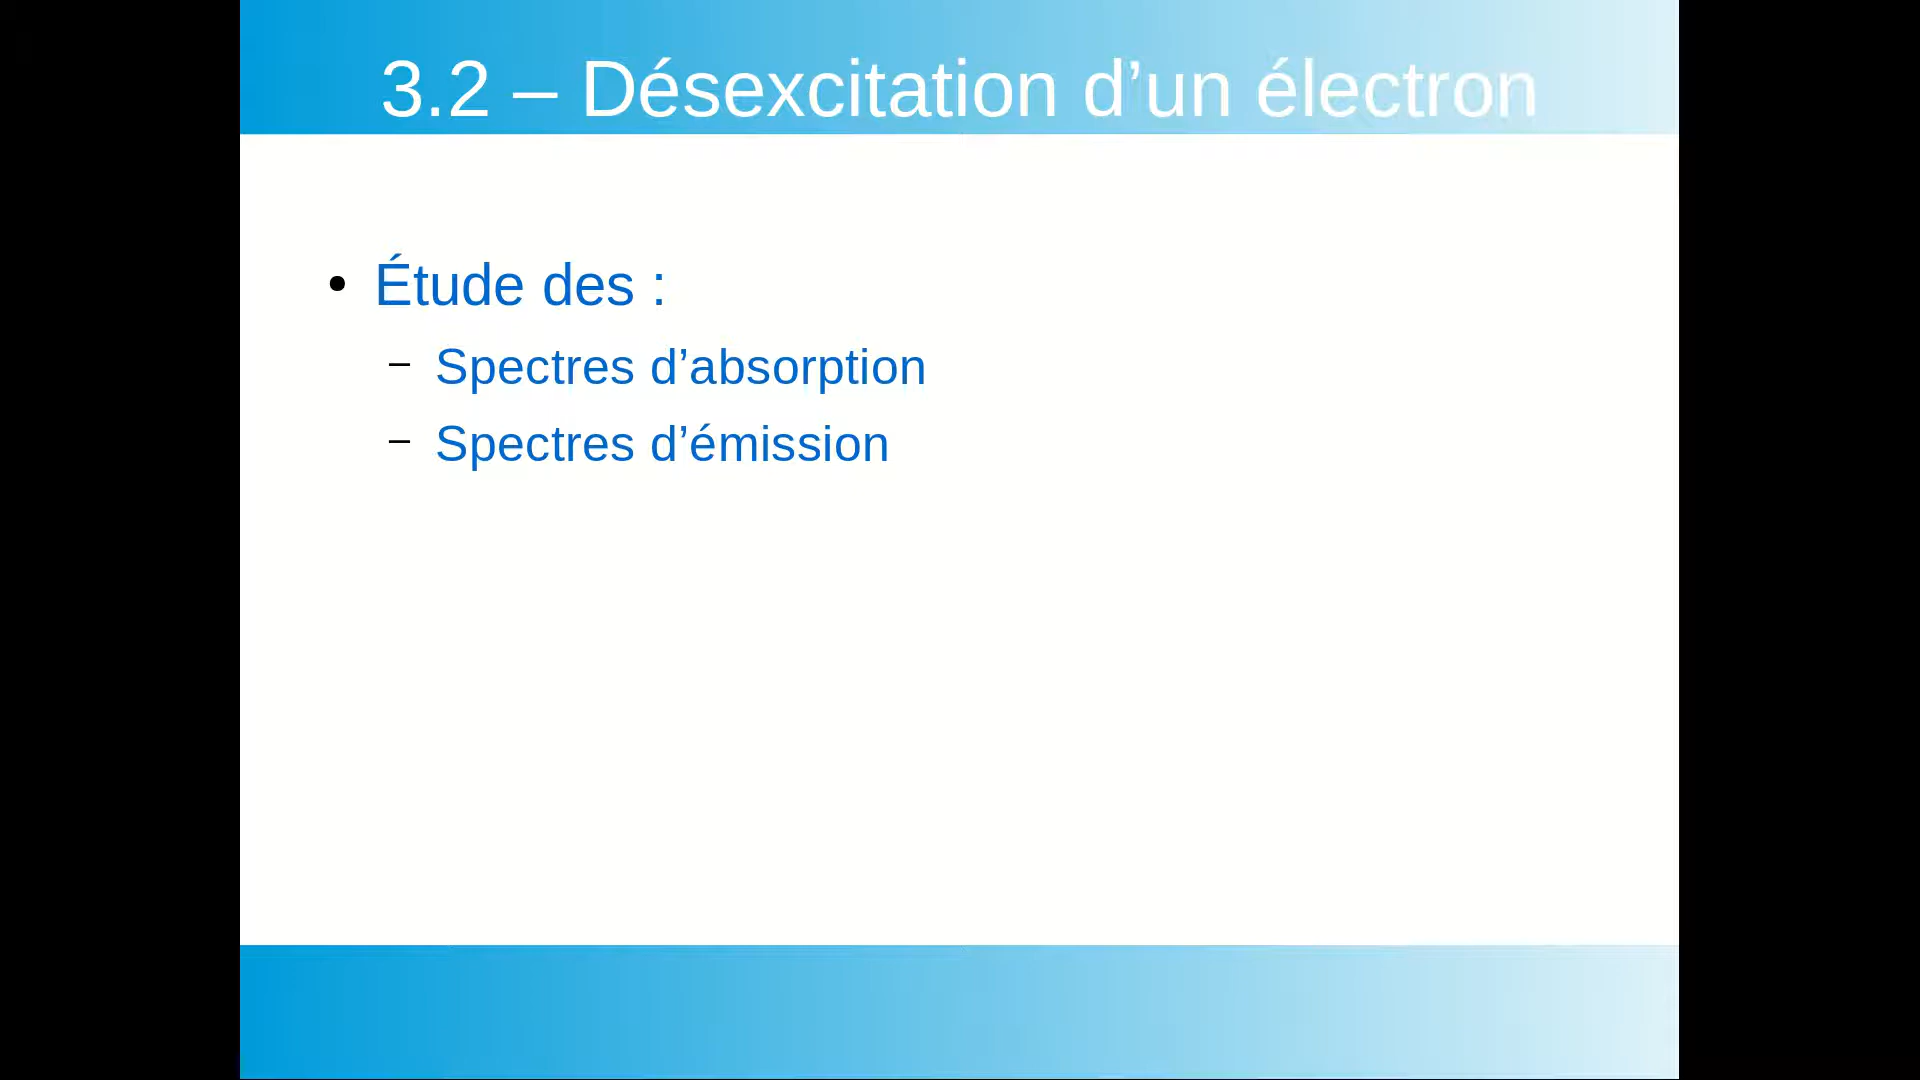 3.2 – Désexcitation d’un électron
• Étude des :
– Spectres d’absorption
– Spectres d’émission